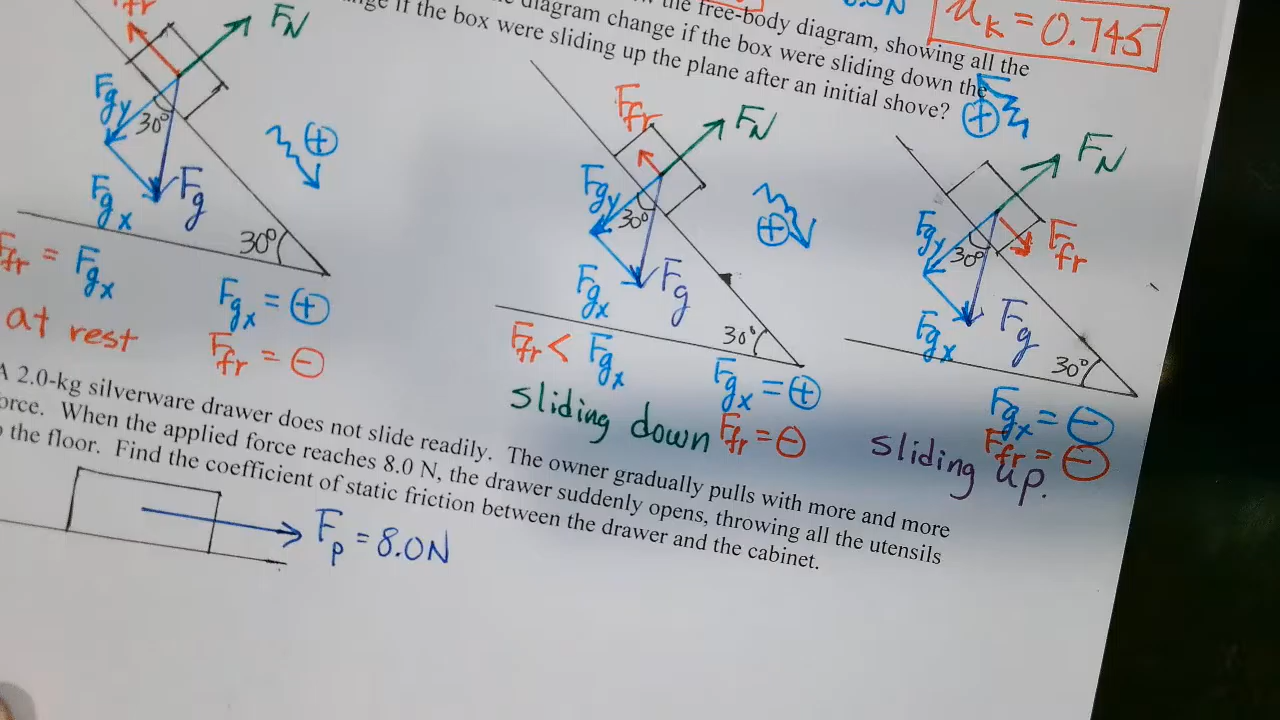 the free-body diagram, showing all the
diagram change if the box were sliding down the
if the box were sliding up the plane after an initial shove?
μk = 0.745
Ffr
FN
Fgy
30°
Fgx
Fg
30°
⊕
Ffr = Fgx
at rest
Fgx = ⊕
Ffr = ⊖
Ffr
FN
Fgy
30°
Fgx
Fg
30°
⊕
Ffr < Fgx
sliding down
Fgx = ⊕
Ffr = ⊖
⊕
FN
Fgy
30°
Ffr
Fgx
Fg
30°
Fgx = ⊖
Ffr = ⊖
sliding up.
A 2.0-kg silverware drawer does not slide readily. The owner gradually pulls with more and more
force. When the applied force reaches 8.0 N, the drawer suddenly opens, throwing all the utensils
the floor. Find the coefficient of static friction between the drawer and the cabinet.
Fp = 8.0N